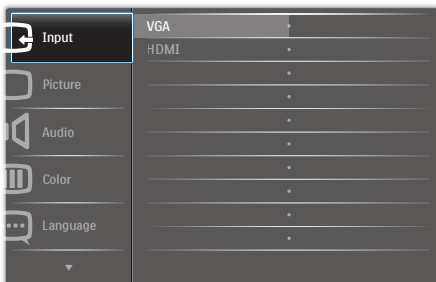 Input
Picture
Audio
Color
Language
VGA
HDMI